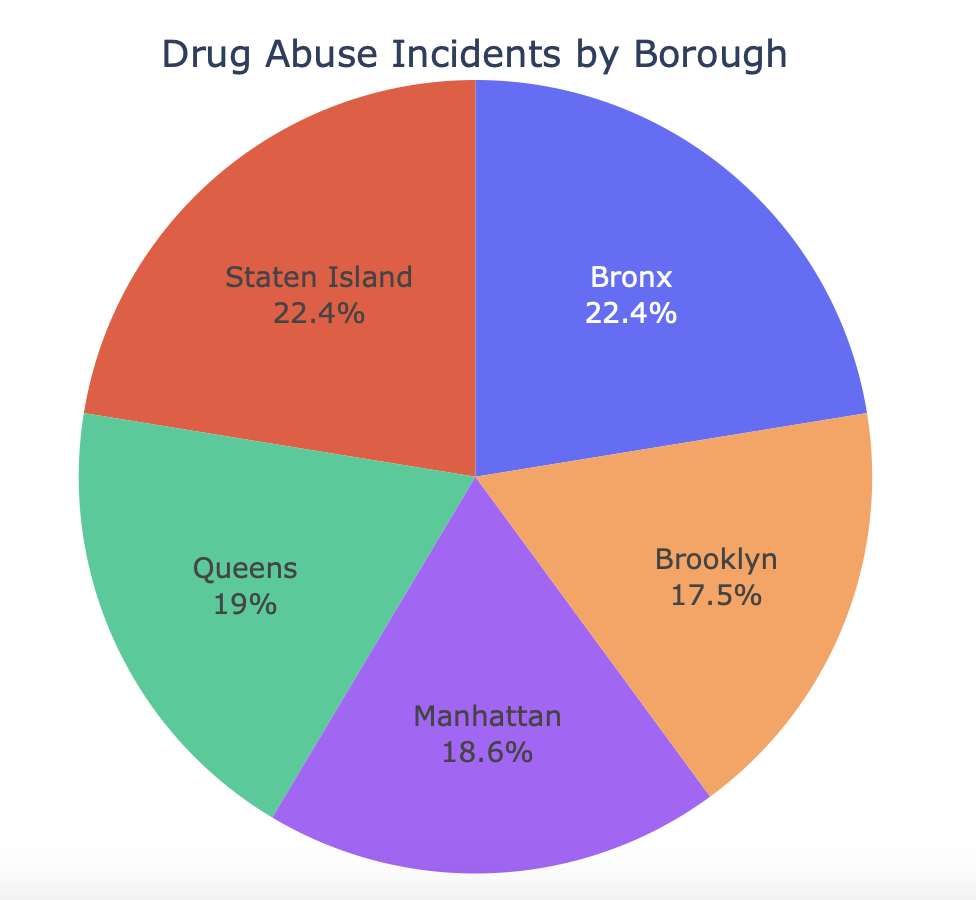 Drug Abuse Incidents by Borough
Staten Island
22.4%
Bronx
22.4%
Queens
19%
Brooklyn
17.5%
Manhattan
18.6%